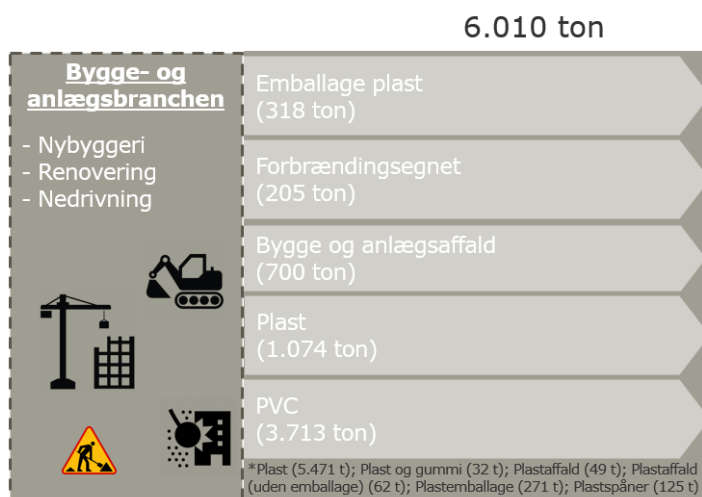 6.010 ton
Bygge- og
anlægsbranchen
- Nybyggeri
- Renovering
- Nedrivning
Emballage plast
(318 ton)
Forbrændingsegnet
(205 ton)
Bygge og anlægsaffald
(700 ton)
Plast
(1.074 ton)
PVC
(3.713 ton)
*Plast (5.471 t); Plast og gummi (32 t); Plastaffald (49 t); Plastaffald
(uden emballage) (62 t); Plastemballage (271 t); Plastspåner (125 t)